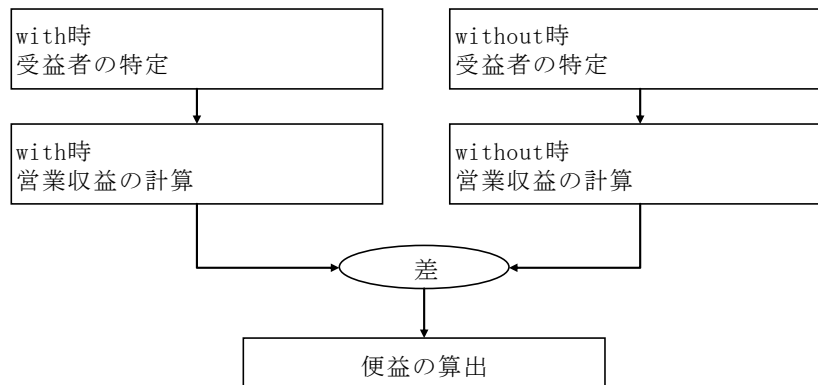 with時
受益者の特定
without時
受益者の特定
with時
営業収益の計算
without時
営業収益の計算
差
便益の算出